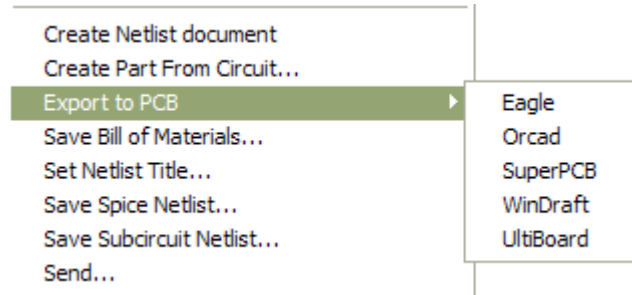 Create Netlist document
Create Part From Circuit...
Export to PCB
Save Bill of Materials...
Set Netlist Title...
Save Spice Netlist...
Save Subcircuit Netlist...
Send...
Eagle
Orcad
SuperPCB
WinDraft
UltiBoard